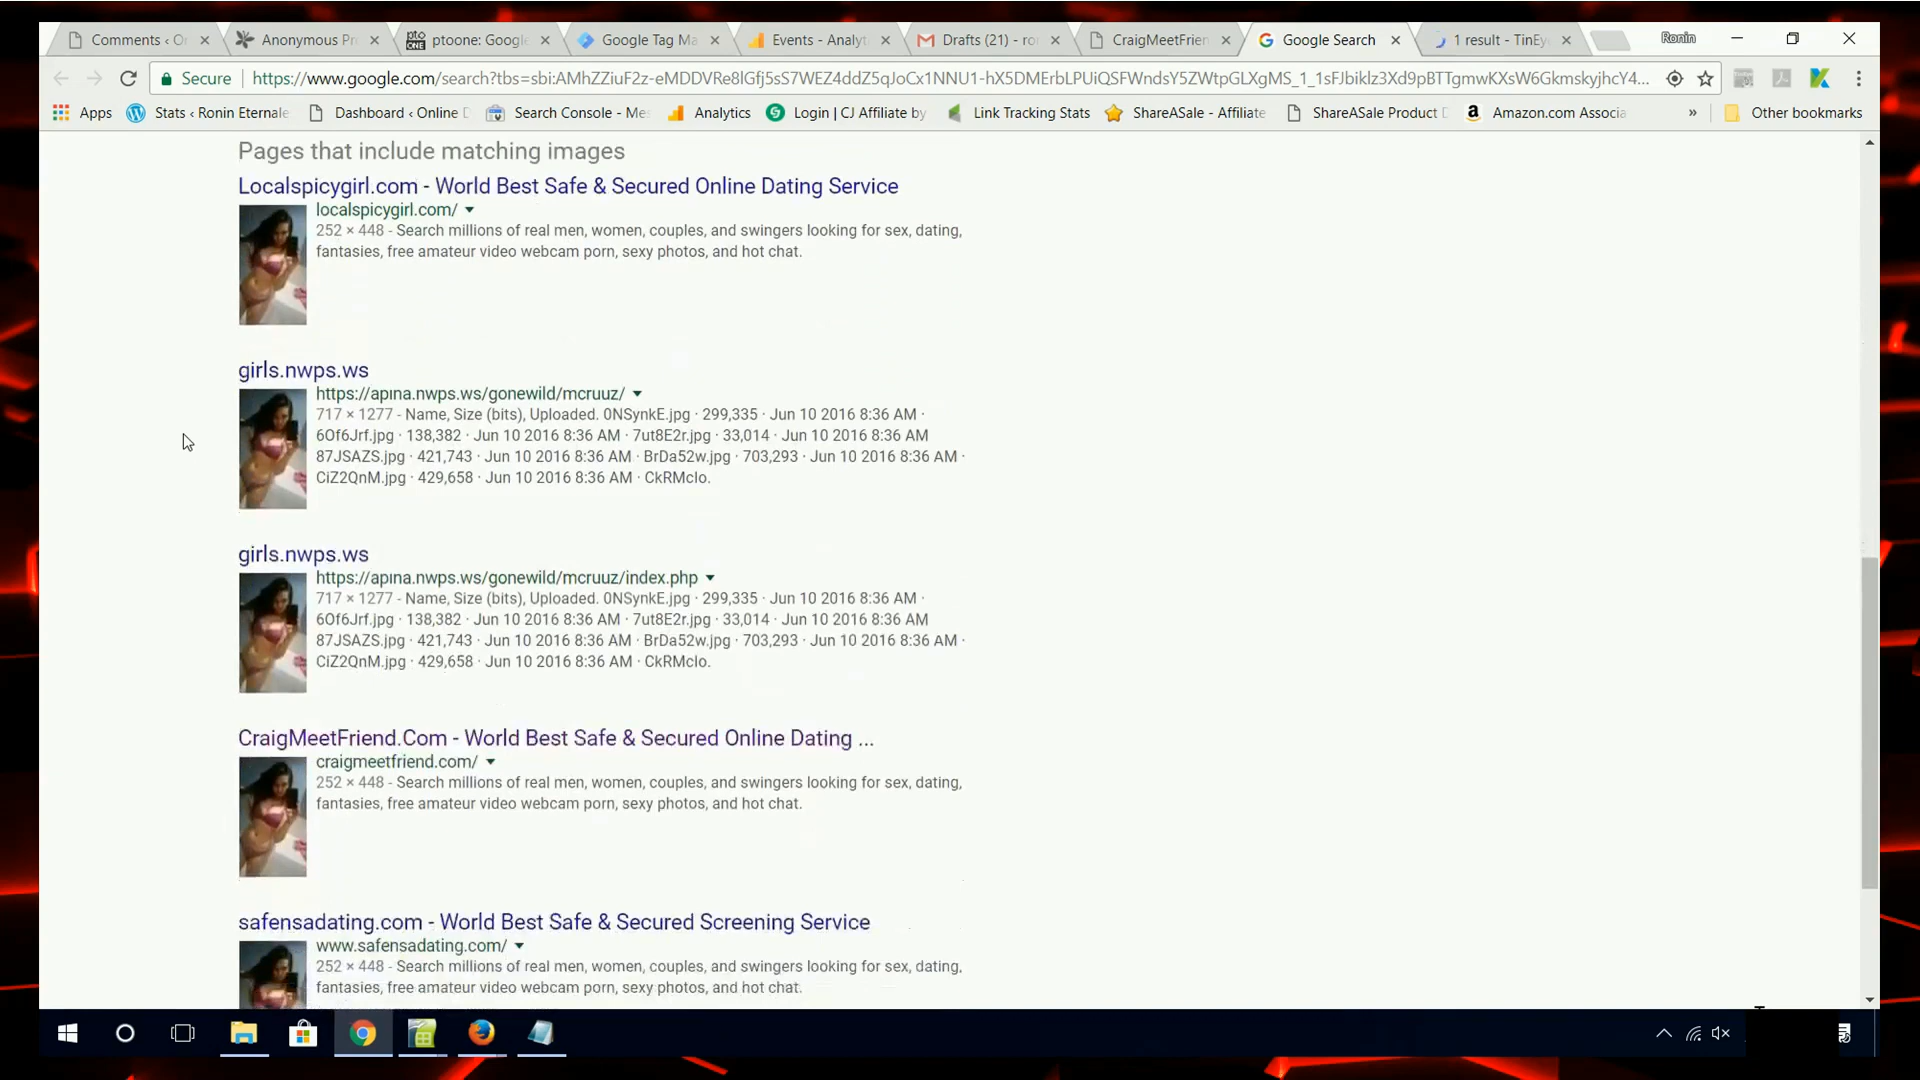 Comments ‹ O
Anonymous Pr
pto ONE ptoone: Google
Google Tag Ma
Events - Analyt
Drafts (21) - ro
CraigMeetFrien
Google Search
1 result - TinEy
Ronin
Secure
https://www.google.com/search?tbs=sbi:
Apps
Stats ‹ Ronin Eternale
Dashboard ‹ Online D
Search Console - Me
Analytics
Login | CJ Affiliate by
Link Tracking Stats
ShareASale - Affiliate
ShareASale Product D
Amazon.com Associa
»
Other bookmarks
Pages that include matching images
Localspicygirl.com - World Best Safe & Secured Online Dating Service
localspicygirl.com/
252 × 448 - Search millions of real men, women, couples, and swingers looking for sex, dating,
fantasies, free amateur video webcam porn, sexy photos, and hot chat.
girls.nwps.ws
https://apina.nwps.ws/gonewild/mcruuz/
717 × 1277 - Name, Size (bits), Uploaded. 0NSynkE.jpg · 299,335 · Jun 10 2016 8:36 AM ·
6Of6Jrf.jpg · 138,382 · Jun 10 2016 8:36 AM · 7ut8E2r.jpg · 33,014 · Jun 10 2016 8:36 AM
87JSAZS.jpg · 421,743 · Jun 10 2016 8:36 AM · BrDa52w.jpg · 703,293 · Jun 10 2016 8:36 AM ·
CiZ2QnM.jpg · 429,658 · Jun 10 2016 8:36 AM · CkRMcIo.
girls.nwps.ws
https://apina.nwps.ws/gonewild/mcruuz/index.php
717 × 1277 - Name, Size (bits), Uploaded. 0NSynkE.jpg · 299,335 · Jun 10 2016 8:36 AM ·
6Of6Jrf.jpg · 138,382 · Jun 10 2016 8:36 AM · 7ut8E2r.jpg · 33,014 · Jun 10 2016 8:36 AM
87JSAZS.jpg · 421,743 · Jun 10 2016 8:36 AM · BrDa52w.jpg · 703,293 · Jun 10 2016 8:36 AM ·
CiZ2QnM.jpg · 429,658 · Jun 10 2016 8:36 AM · CkRMcIo.
CraigMeetFriend.Com - World Best Safe & Secured Online Dating ...
craigmeetfriend.com/
252 × 448 - Search millions of real men, women, couples, and swingers looking for sex, dating,
fantasies, free amateur video webcam porn, sexy photos, and hot chat.
safensadating.com - World Best Safe & Secured Screening Service
www.safensadating.com/
252 × 448 - Search millions of real men, women, couples, and swingers looking for sex, dating,
fantasies, free amateur video webcam porn, sexy photos, and hot chat.